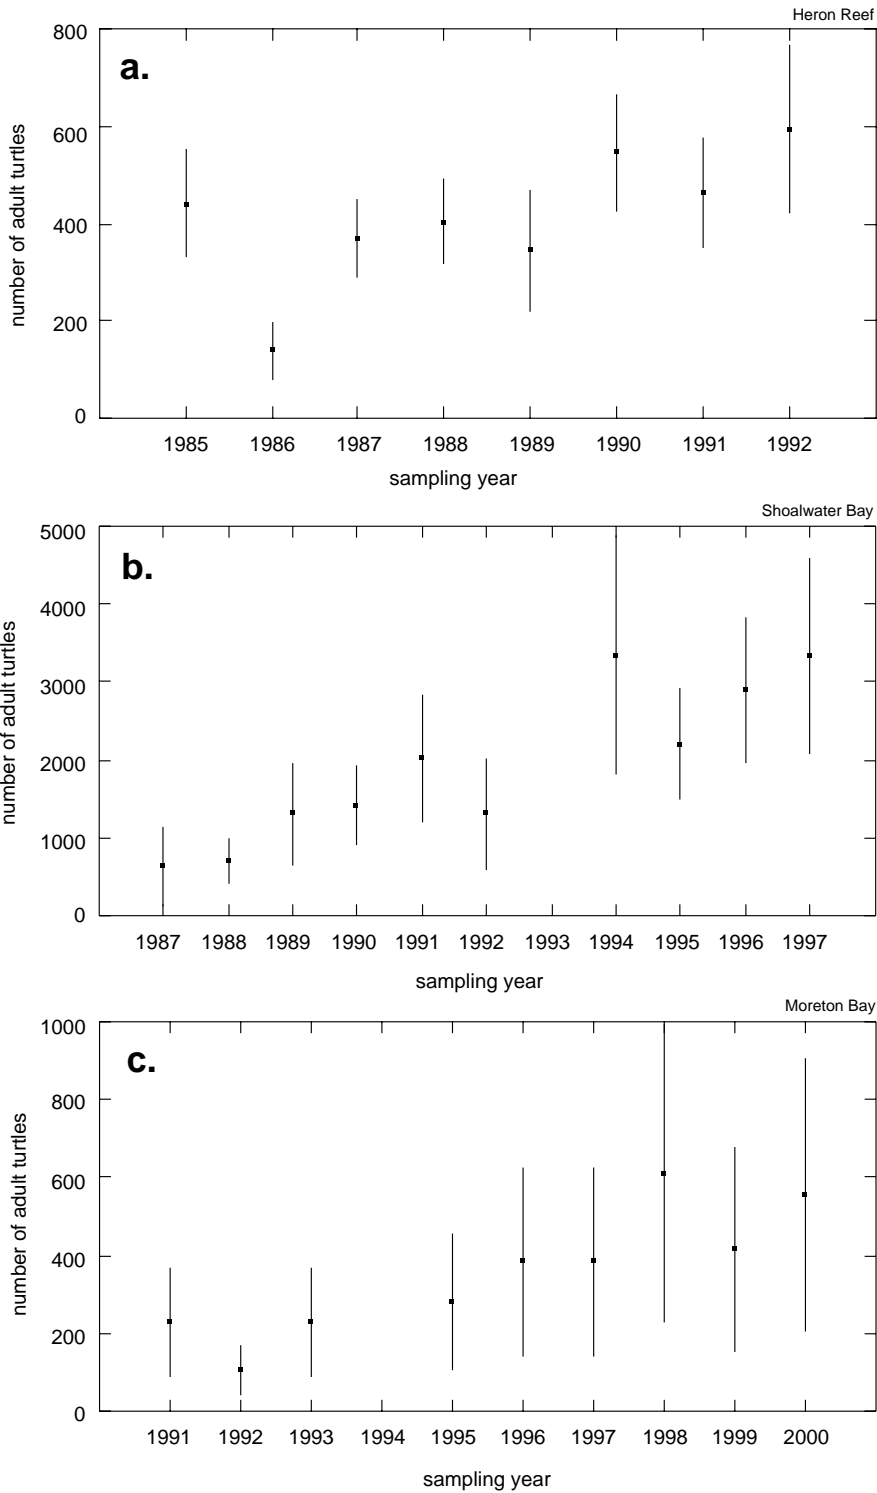 Heron Reef
800
a.
600
400
200
0
number of adult turtles
1985 1986 1987 1988 1989 1990 1991 1992
sampling year
Shoalwater Bay
5000
b.
4000
3000
2000
1000
0
number of adult turtles
1987 1988 1989 1990 1991 1992 1993 1994 1995 1996 1997
sampling year
Moreton Bay
1000
c.
800
600
400
200
0
number of adult turtles
1991 1992 1993 1994 1995 1996 1997 1998 1999 2000
sampling year